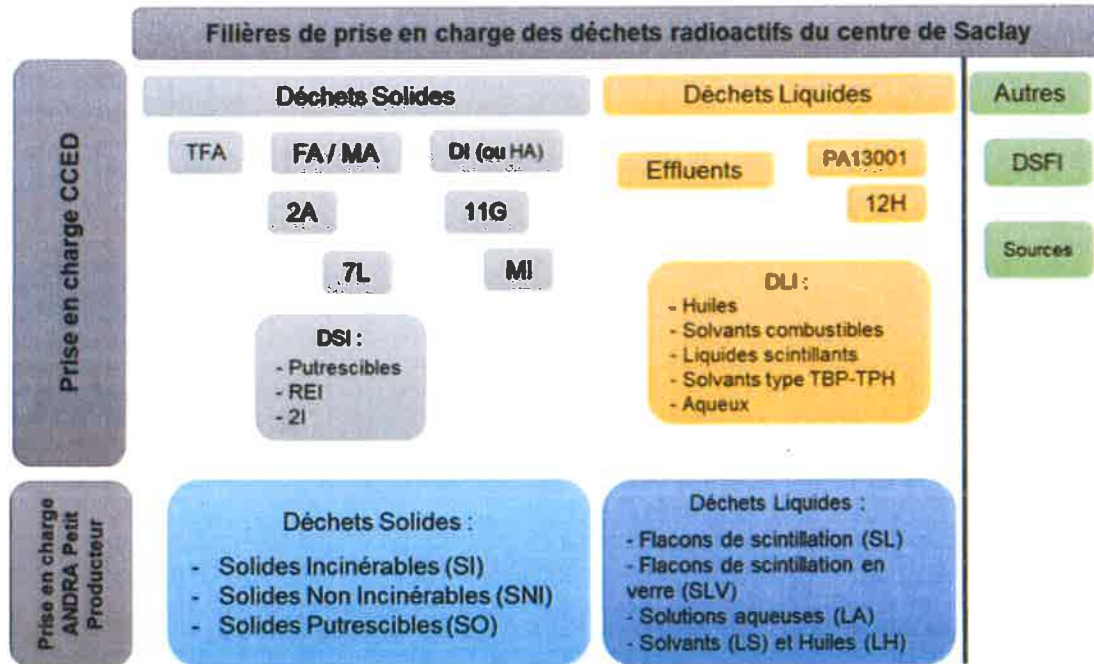 Filières de prise en charge des déchets radioactifs du centre de Saclay
Prise en charge CCED
Déchets Solides
Déchets Liquides
Autres
TFA
FA / MA
DI (ou HA)
Effluents
PA13001
DSFI
2A
11G
12H
7L
MI
Sources
DSI :
- Putrescibles
- REI
- 2I
DLI :
- Huiles
- Solvants combustibles
- Liquides scintillants
- Solvants type TBP-TPH
- Aqueux
Prise en charge
ANDRA Petit
Producteur
Déchets Solides :
- Solides Incinérables (SI)
- Solides Non Incinérables (SNI)
- Solides Putrescibles (SO)
Déchets Liquides :
- Flacons de scintillation (SL)
- Flacons de scintillation en
verre (SLV)
- Solutions aqueuses (LA)
- Solvants (LS) et Huiles (LH)